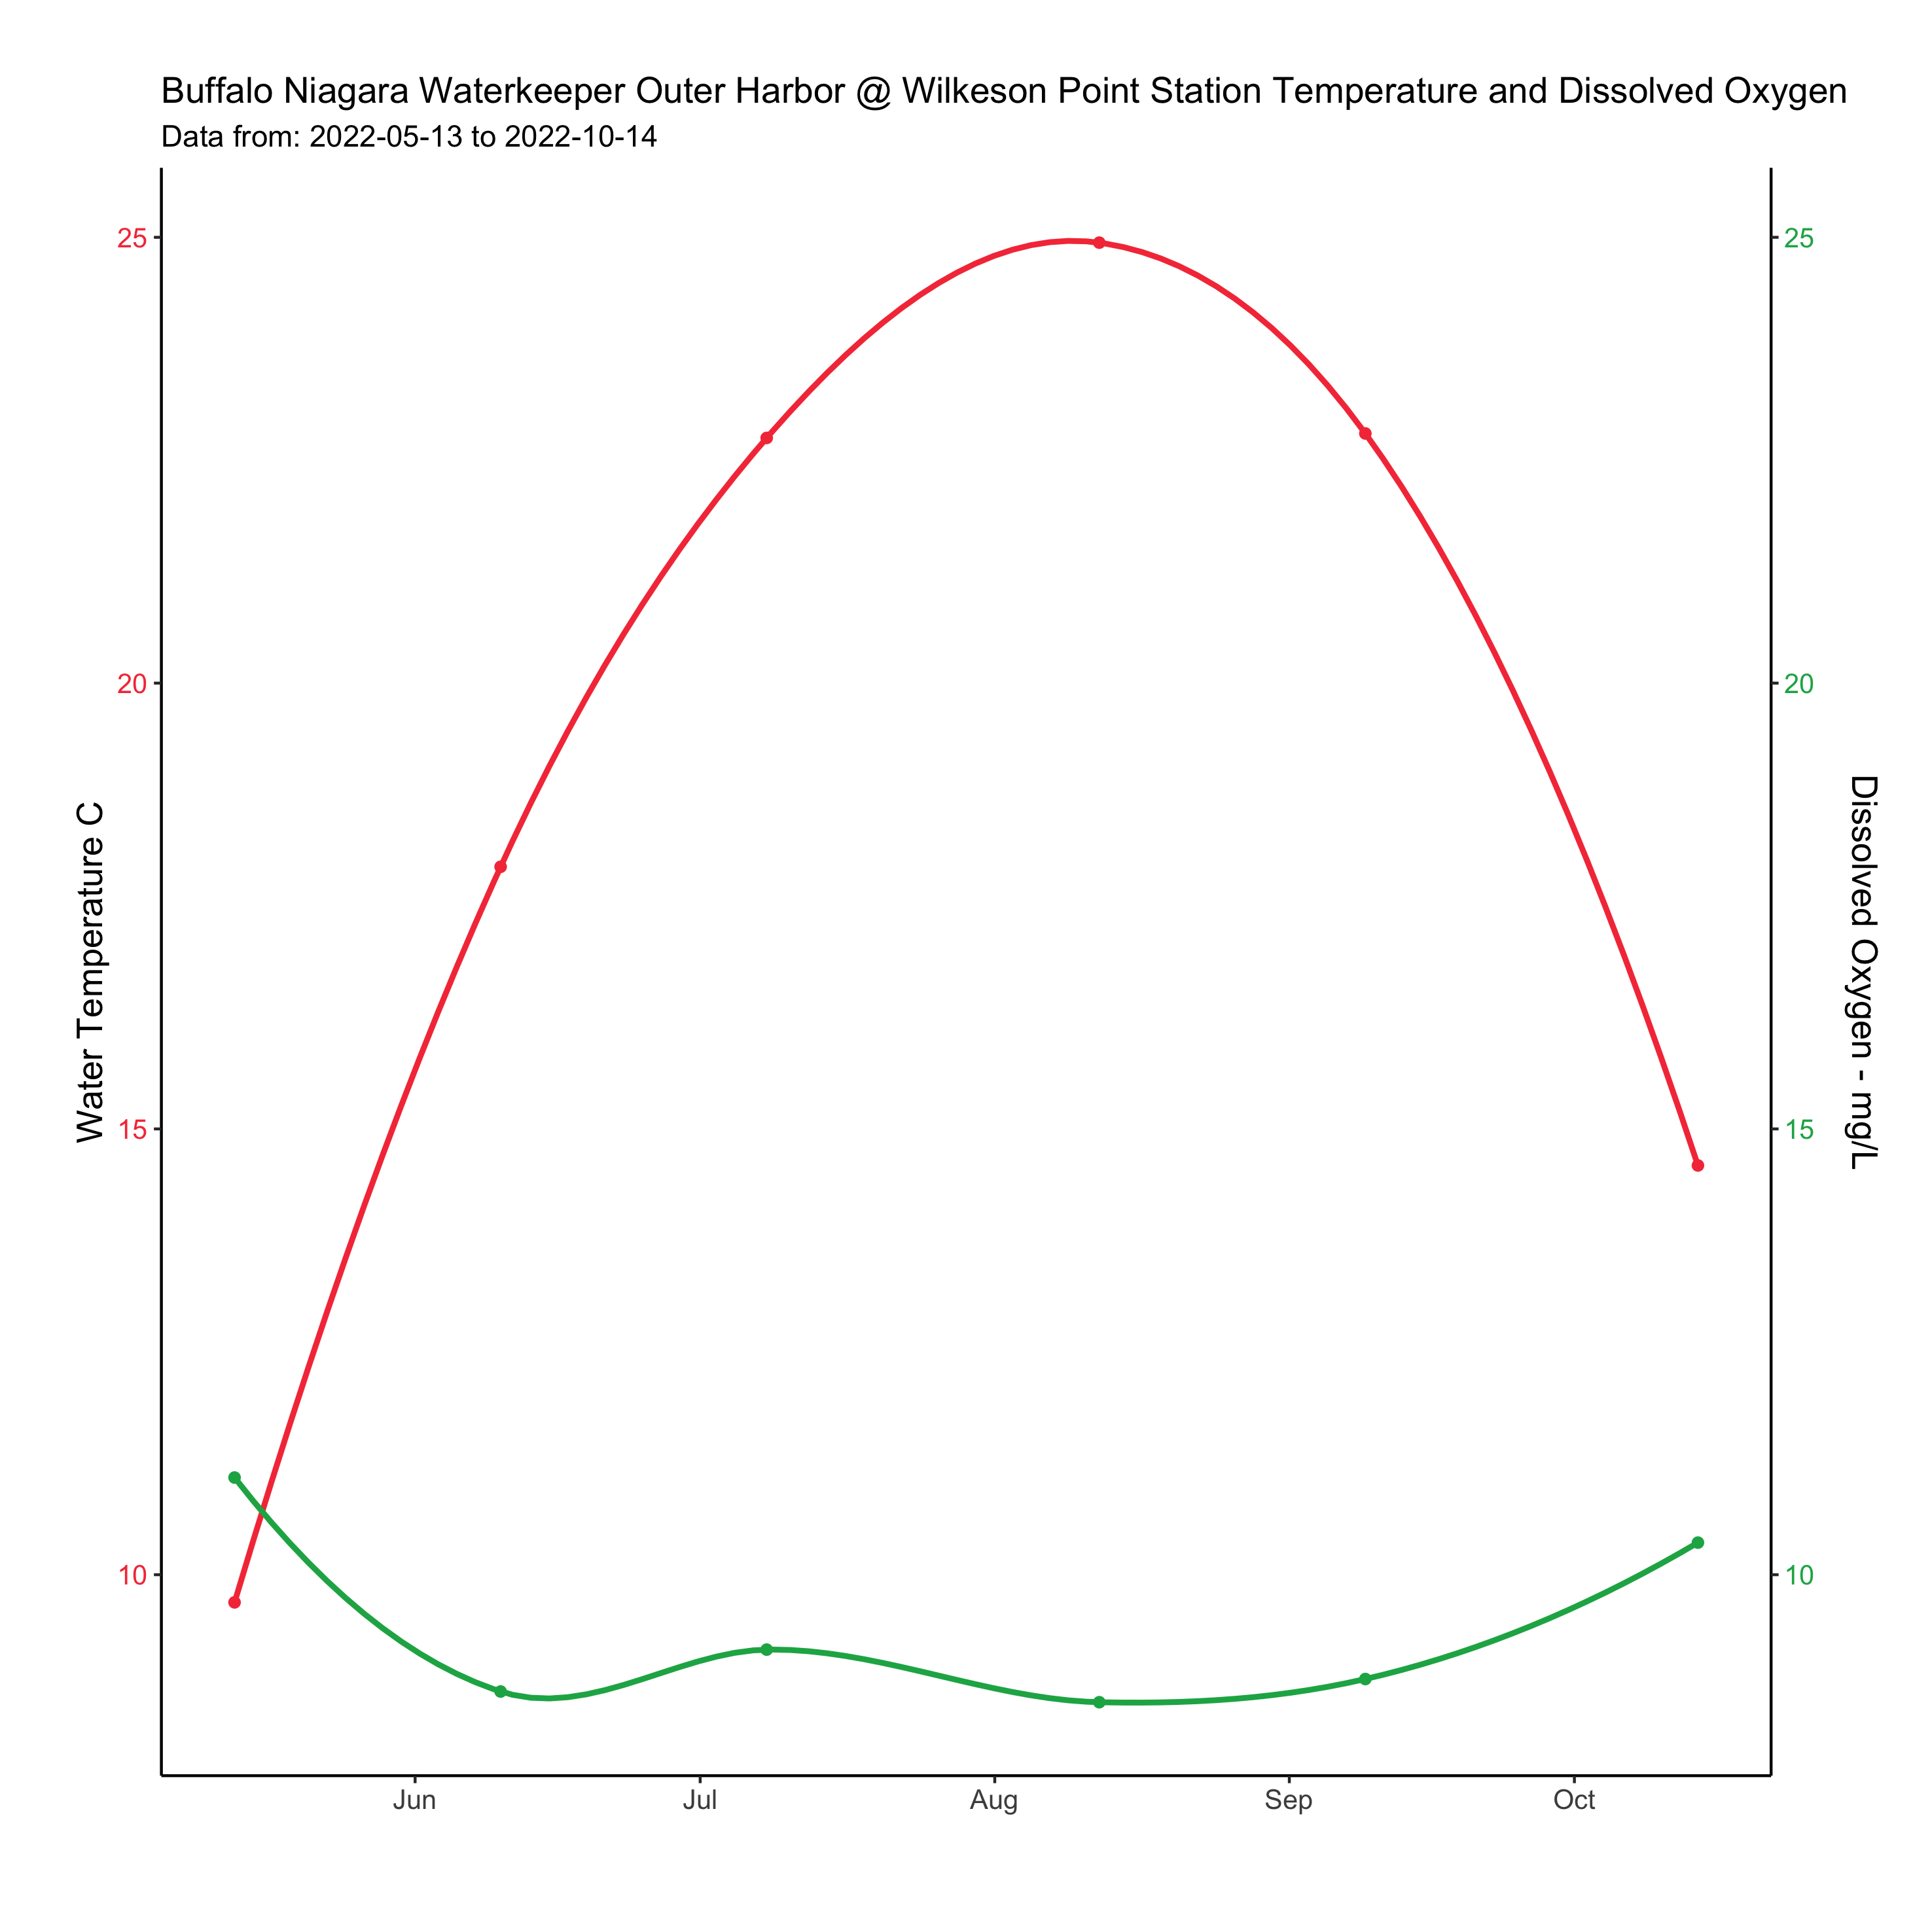 Buffalo Niagara Waterkeeper Outer Harbor @ Wilkeson Point Station Temperature and Dissolved Oxygen
Data from: 2022-05-13 to 2022-10-14
Water Temperature C
25
20
15
10
25
20
15
10
Dissolved Oxygen - mg/L
Jun
Jul
Aug
Sep
Oct